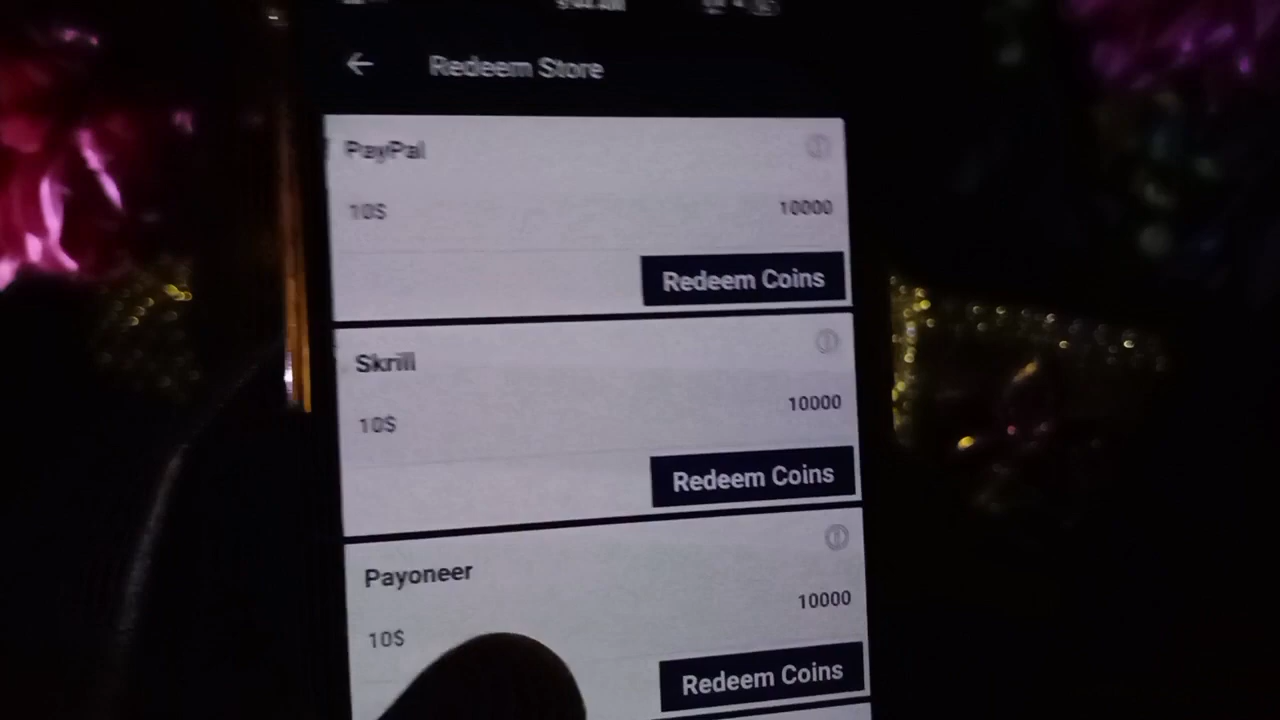 Redeem Store
PayPal
10$ 10000
Redeem Coins
Skrill
10$ 10000
Redeem Coins
Payoneer
10$ 10000
Redeem Coins